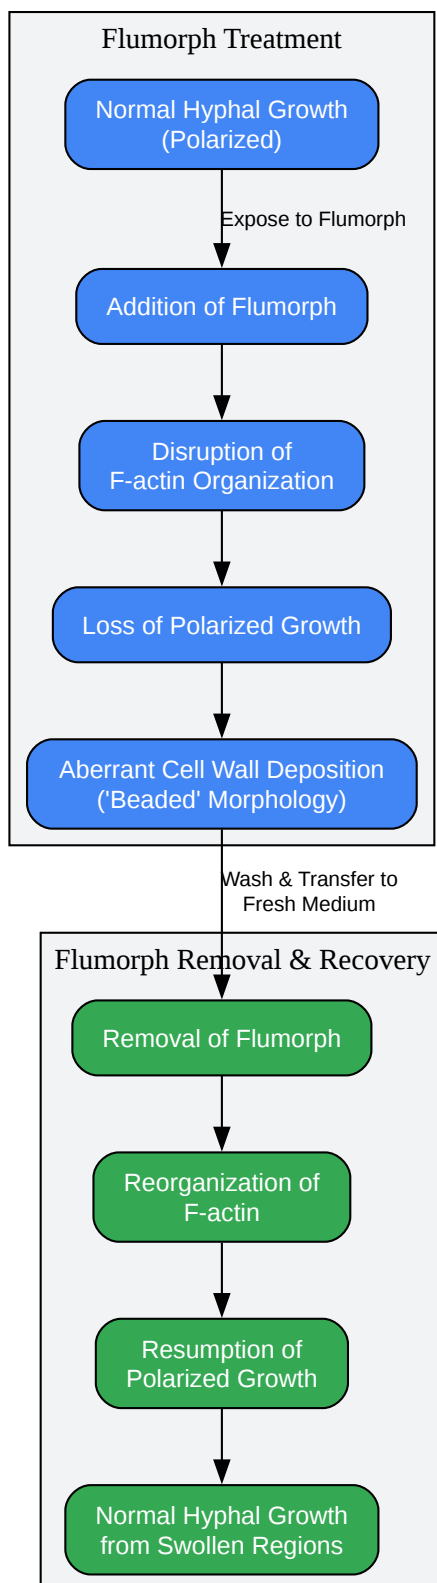 Flumorph Treatment
Normal Hyphal Growth
(Polarized)
Expose to Flumorph
Addition of Flumorph
Disruption of
F-actin Organization
Loss of Polarized Growth
Aberrant Cell Wall Deposition
('Beaded' Morphology)
Wash & Transfer to
Fresh Medium
Flumorph Removal & Recovery
Removal of Flumorph
Reorganization of
F-actin
Resumption of
Polarized Growth
Normal Hyphal Growth
from Swollen Regions